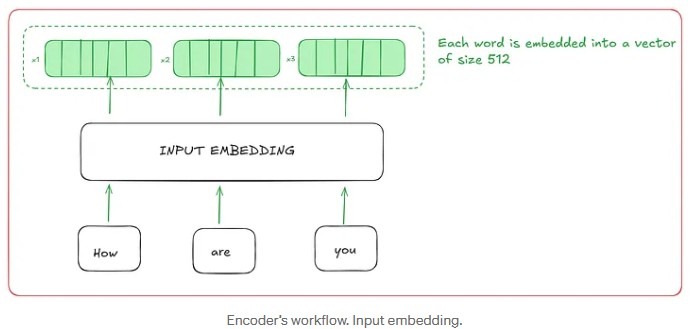 x1
x2
x3
Each word is embedded into a vector
of size 512
INPUT EMBEDDING
How
are
you
Encoder's workflow. Input embedding.